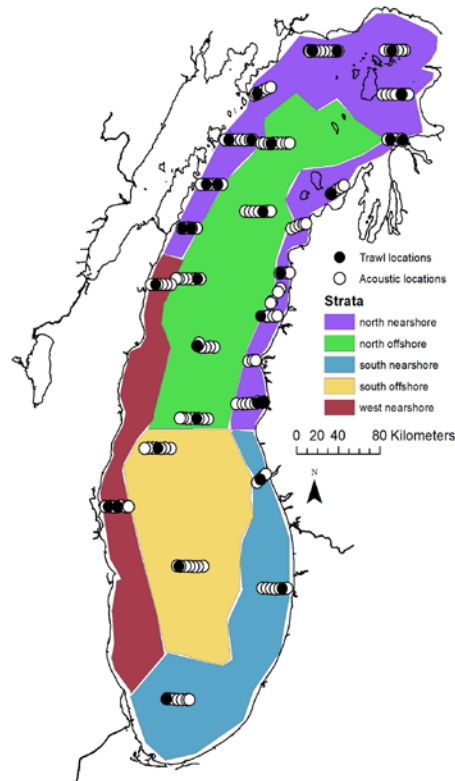 Trawl locations
Acoustic locations
Strata
north nearshore
north offshore
south nearshore
south offshore
west nearshore
0 20 40 80 Kilometers
N